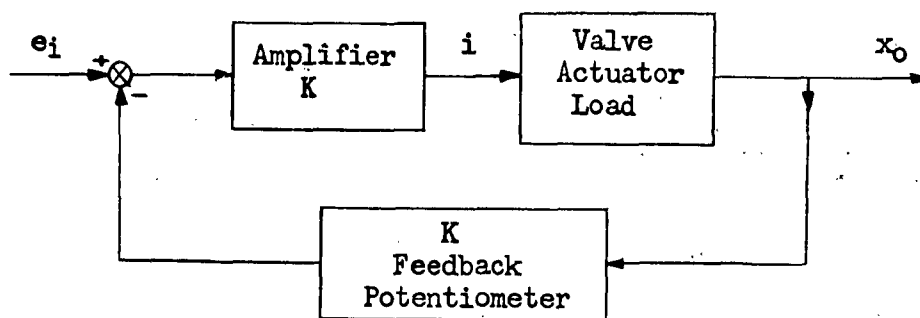 e_i
+
-
Amplifier
K
i
Valve
Actuator
Load
x_o
K
Feedback
Potentiometer